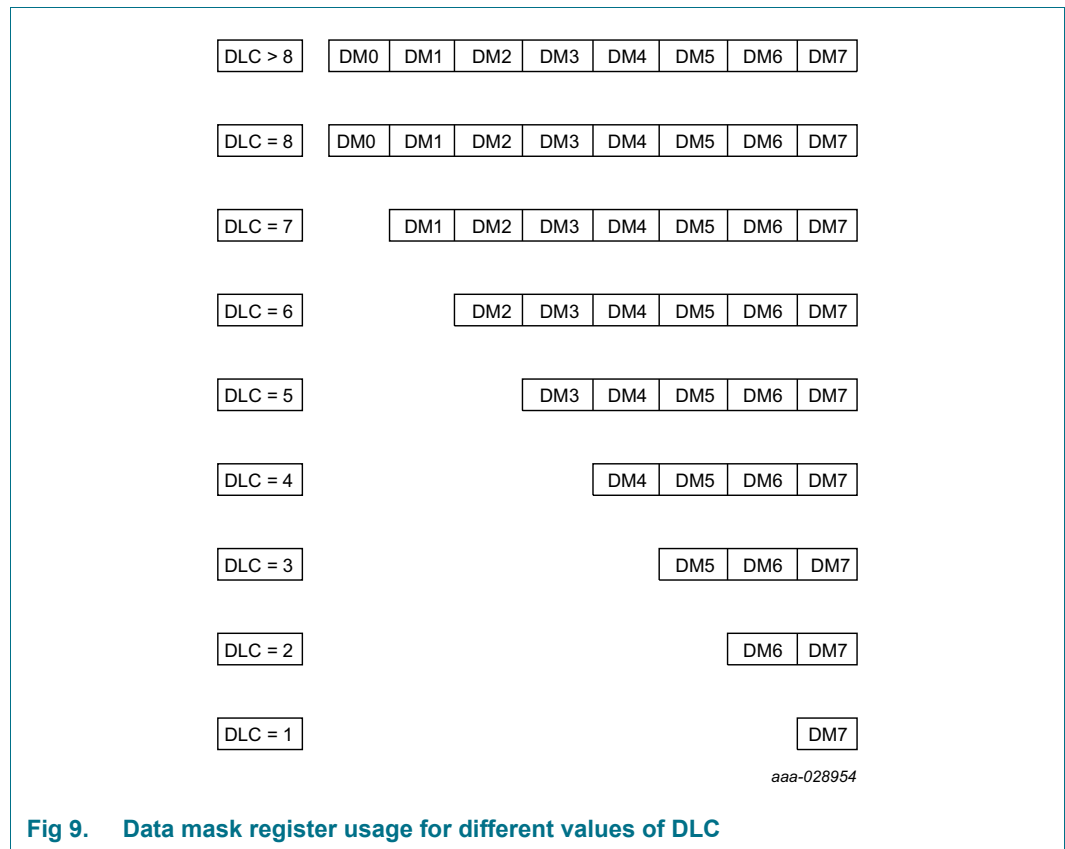 DLC > 8 DM0 DM1 DM2 DM3 DM4 DM5 DM6 DM7
DLC = 8 DM0 DM1 DM2 DM3 DM4 DM5 DM6 DM7
DLC = 7 DM1 DM2 DM3 DM4 DM5 DM6 DM7
DLC = 6 DM2 DM3 DM4 DM5 DM6 DM7
DLC = 5 DM3 DM4 DM5 DM6 DM7
DLC = 4 DM4 DM5 DM6 DM7
DLC = 3 DM5 DM6 DM7
DLC = 2 DM6 DM7
DLC = 1 DM7
aaa-028954
Fig 9. Data mask register usage for different values of DLC